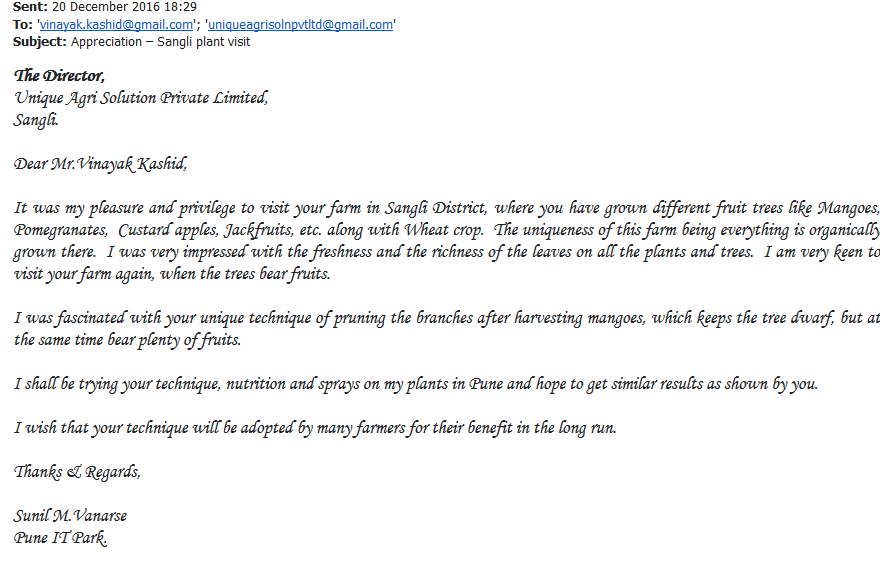 Sent: 20 December 2016 18:29
To: 'vinayak.kashid@gmail.com'; 'uniqueagrisolnpvtltd@gmail.com'
Subject: Appreciation – Sangli plant visit
The Director,
Unique Agri Solution Private Limited,
Sangli.
Dear Mr.Vinayak Kashid,
It was my pleasure and privilege to visit your farm in Sangli District, where you have grown different fruit trees like Mangoes,
Pomegranates, Custard apples, Jackfruits, etc. along with Wheat crop. The uniqueness of this farm being everything is organically
grown there. I was very impressed with the freshness and the richness of the leaves on all the plants and trees. I am very keen to
visit your farm again, when the trees bear fruits.
I was fascinated with your unique technique of pruning the branches after harvesting mangoes, which keeps the tree dwarf, but at
the same time bear plenty of fruits.
I shall be trying your technique, nutrition and sprays on my plants in Pune and hope to get similar results as shown by you.
I wish that your technique will be adopted by many farmers for their benefit in the long run.
Thanks & Regards,
Sunil M.Vanarse
Pune IT Park.